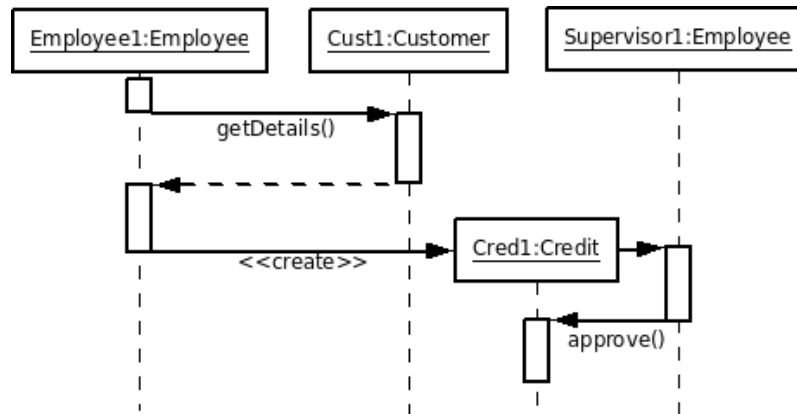 Employee1:Employee
Cust1:Customer
Supervisor1:Employee
getDetails()
<<create>>
Cred1:Credit
approve()